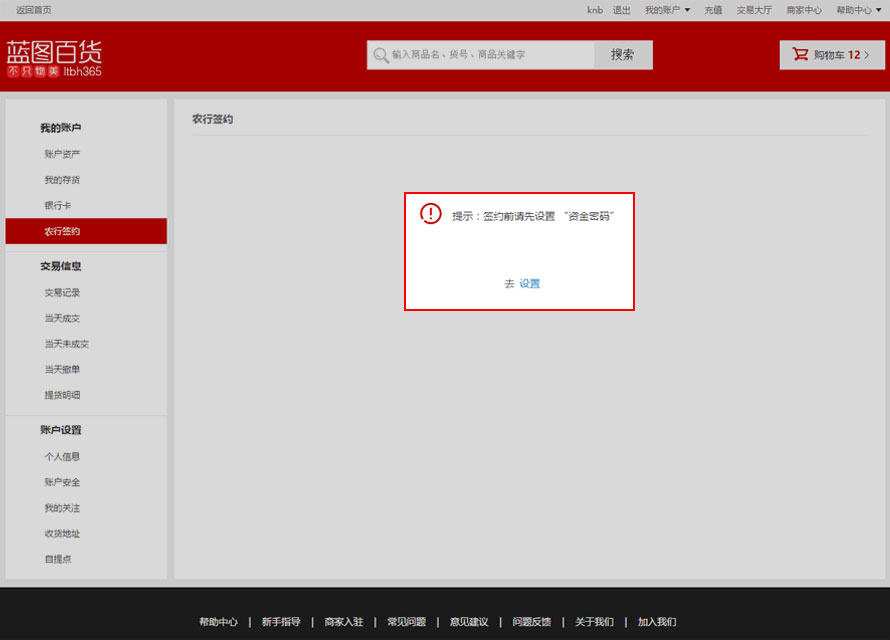 返回首页 knb 退出 我的账户 充值 交易大厅 商家中心 帮助中心
蓝图百货
不只物美 ltbh365
输入商品名、货号、商品关键字 搜索
购物车 12 >
我的账户
账户资产
我的存货
银行卡
农行签约
交易信息
交易记录
当天成交
当天未成交
当天撤单
提货明细
账户设置
个人信息
账户安全
我的关注
收货地址
自提点
农行签约
提示：签约前请先设置 “资金密码”
去 设置
帮助中心 | 新手指导 | 商家入驻 | 常见问题 | 意见建议 | 问题反馈 | 关于我们 | 加入我们